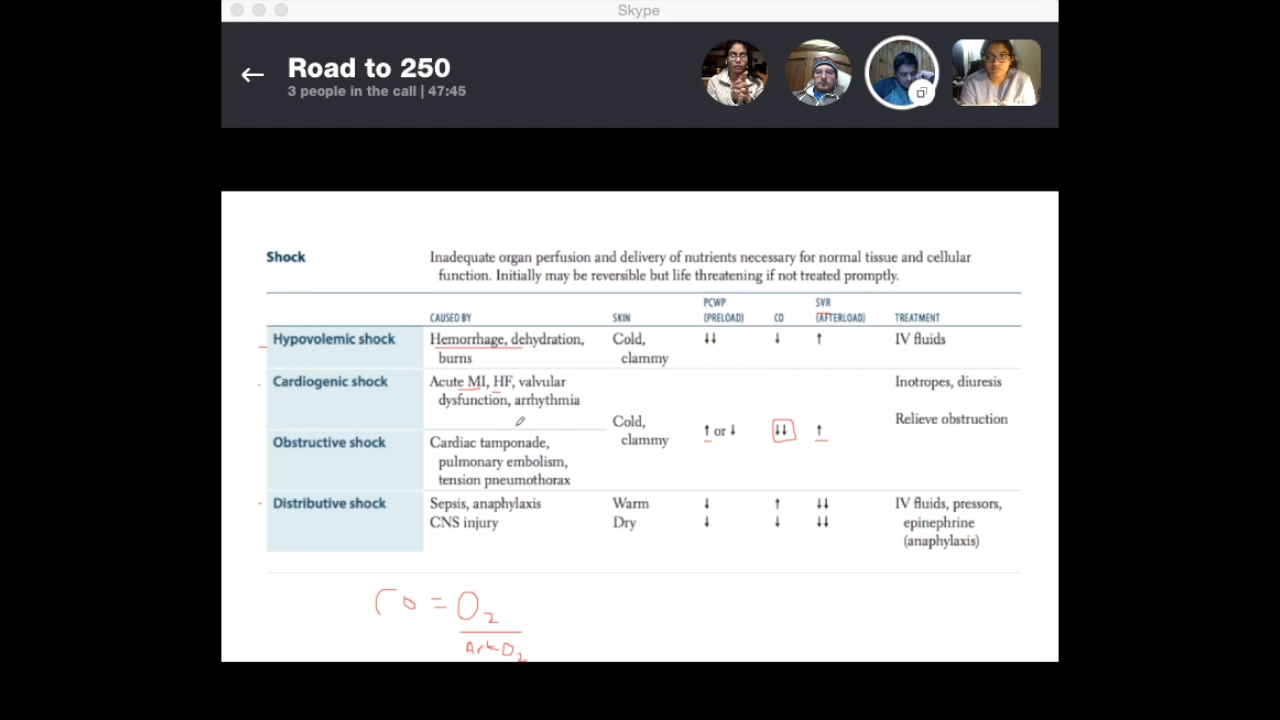 Skype
Road to 250
3 people in the call | 47:45
Shock
Inadequate organ perfusion and delivery of nutrients necessary for normal tissue and cellular
function. Initially may be reversible but life threatening if not treated promptly.
CAUSED BY SKIN PCWP (PRELOAD) CO SVR (AFTERLOAD) TREATMENT
Hypovolemic shock Hemorrhage, dehydration, Cold, ↓↓ ↓ ↑ IV fluids
burns clammy
Cardiogenic shock Acute MI, HF, valvular Inotropes, diuresis
dysfunction, arrhythmia
Cold, ↑ or ↓ ↓↓ ↑ Relieve obstruction
clammy
Obstructive shock Cardiac tamponade,
pulmonary embolism,
tension pneumothorax
Distributive shock Sepsis, anaphylaxis Warm ↓ ↑ ↓↓ IV fluids, pressors,
CNS injury Dry ↓ ↓ ↓↓ epinephrine
(anaphylaxis)
CO = O2
Art O2